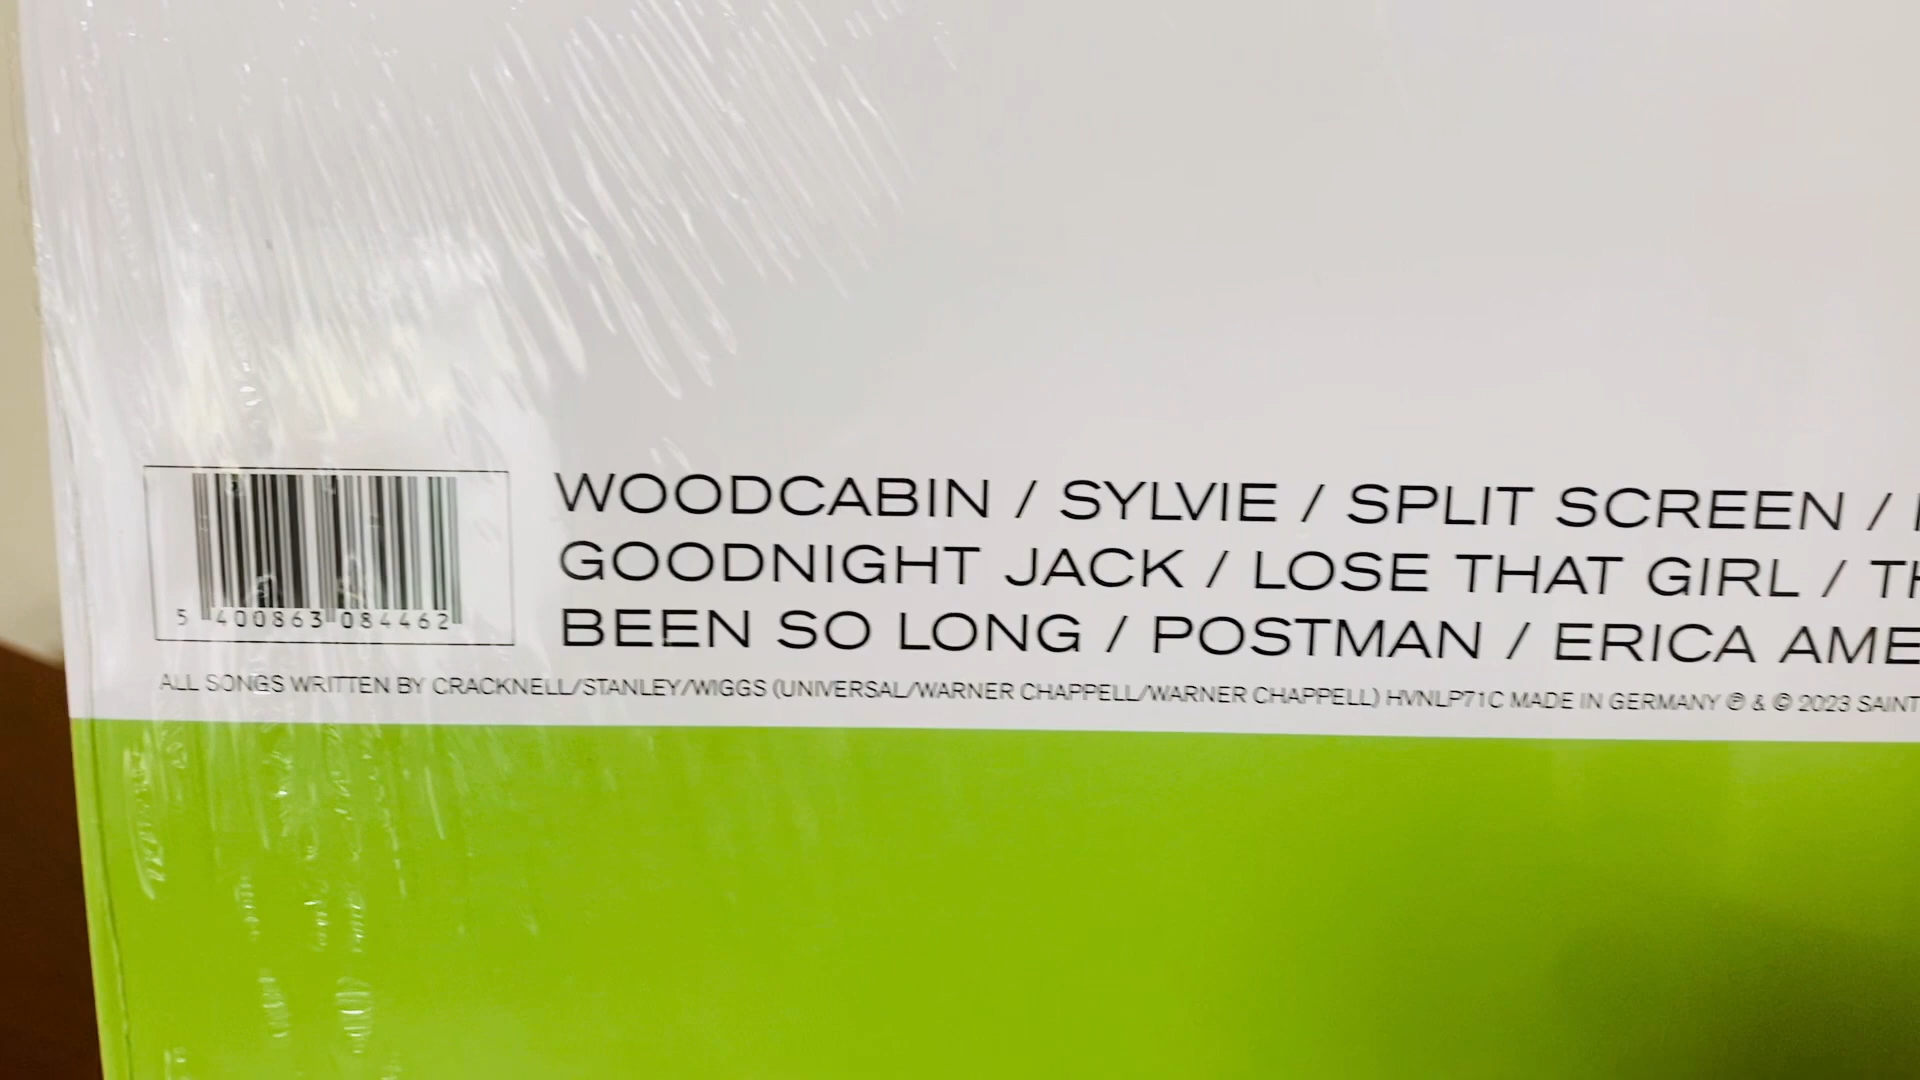 WOODCABIN / SYLVIE / SPLIT SCREEN /
GOODNIGHT JACK / LOSE THAT GIRL / TH
BEEN SO LONG / POSTMAN / ERICA AME
5 400863 084462
ALL SONGS WRITTEN BY CRACKNELL/STANLEY/WIGGS (UNIVERSAL/WARNER CHAPPELL/WARNER CHAPPELL) HVNLP71C MADE IN GERMANY ℗ & © 2023 SAINT